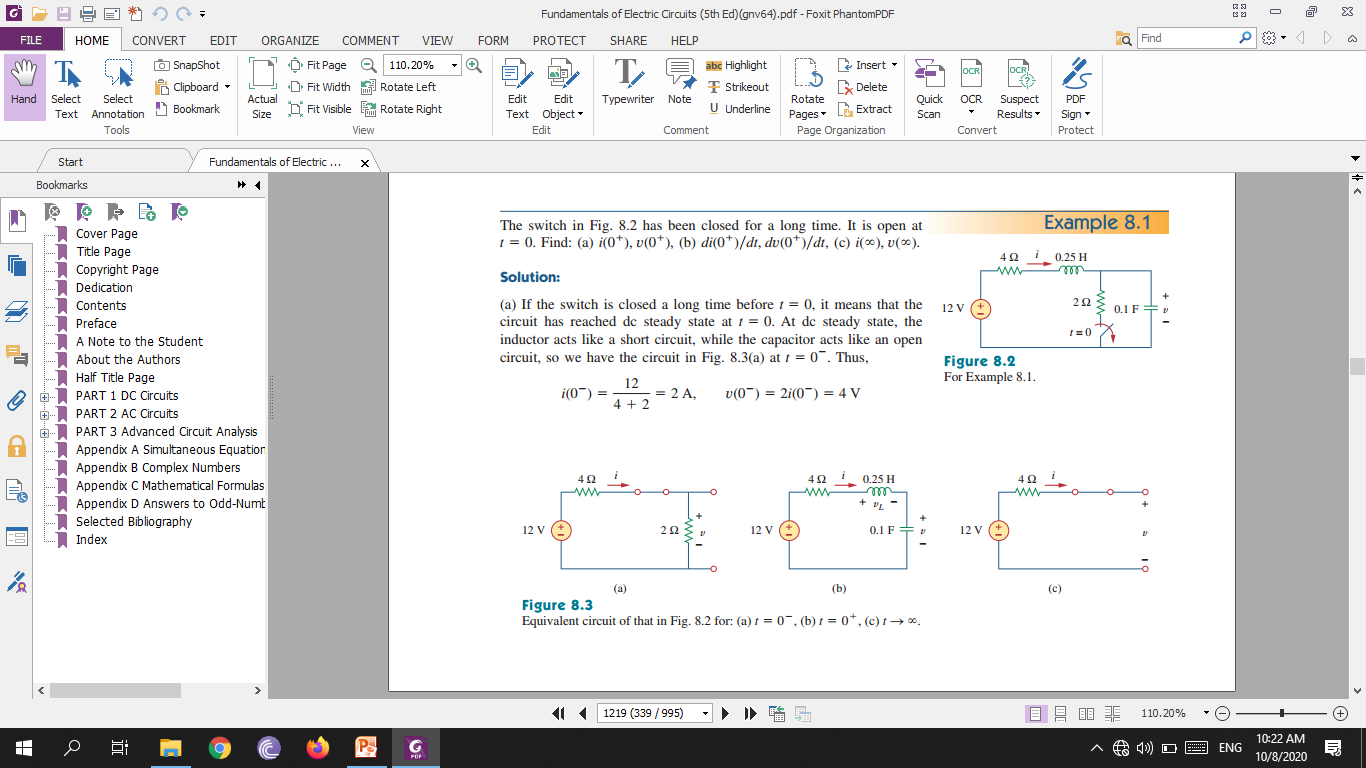 Fundamentals of Electric Circuits (5th Ed)(gnv64).pdf - Foxit PhantomPDF
FILE HOME CONVERT EDIT ORGANIZE COMMENT VIEW FORM PROTECT SHARE HELP Find
Hand
Select Text
Select Annotation
SnapShot
Clipboard
Bookmark
Tools
Actual Size
Fit Page
Fit Width
Fit Visible
110.20%
Rotate Left
Rotate Right
View
Edit Text
Edit Object
Edit
Typewriter
Note
abc Highlight
T Strikeout
U Underline
Comment
Rotate Pages
Insert
Delete
Extract
Page Organization
Quick Scan
OCR
OCR
OCR
Suspect Results
Convert
PDF Sign
Protect
Start
Fundamentals of Electric ...
Bookmarks
Cover Page
Title Page
Copyright Page
Dedication
Contents
Preface
A Note to the Student
About the Authors
Half Title Page
PART 1 DC Circuits
PART 2 AC Circuits
PART 3 Advanced Circuit Analysis
Appendix A Simultaneous Equation
Appendix B Complex Numbers
Appendix C Mathematical Formulas
Appendix D Answers to Odd-Numb
Selected Bibliography
Index
Example 8.1
The switch in Fig. 8.2 has been closed for a long time. It is open at
t = 0. Find: (a) i(0⁺), v(0⁺), (b) di(0⁺)/dt, dv(0⁺)/dt, (c) i(∞), v(∞).
Solution:
(a) If the switch is closed a long time before t = 0, it means that the
circuit has reached dc steady state at t = 0. At dc steady state, the
inductor acts like a short circuit, while the capacitor acts like an open
circuit, so we have the circuit in Fig. 8.3(a) at t = 0⁻. Thus,
i(0⁻) = 12 / (4 + 2) = 2 A, v(0⁻) = 2i(0⁻) = 4 V
4 Ω i 0.25 H
12 V + − 2 Ω 0.1 F + v −
t = 0
Figure 8.2
For Example 8.1.
4 Ω i
12 V + − 2 Ω + v −
(a)
4 Ω i 0.25 H
+ vL −
12 V + − 0.1 F + v −
(b)
4 Ω i
12 V + − + v −
(c)
Figure 8.3
Equivalent circuit of that in Fig. 8.2 for: (a) t = 0⁻, (b) t = 0⁺, (c) t → ∞.
1219 (339 / 995)
110.20%
ENG
10:22 AM
10/8/2020